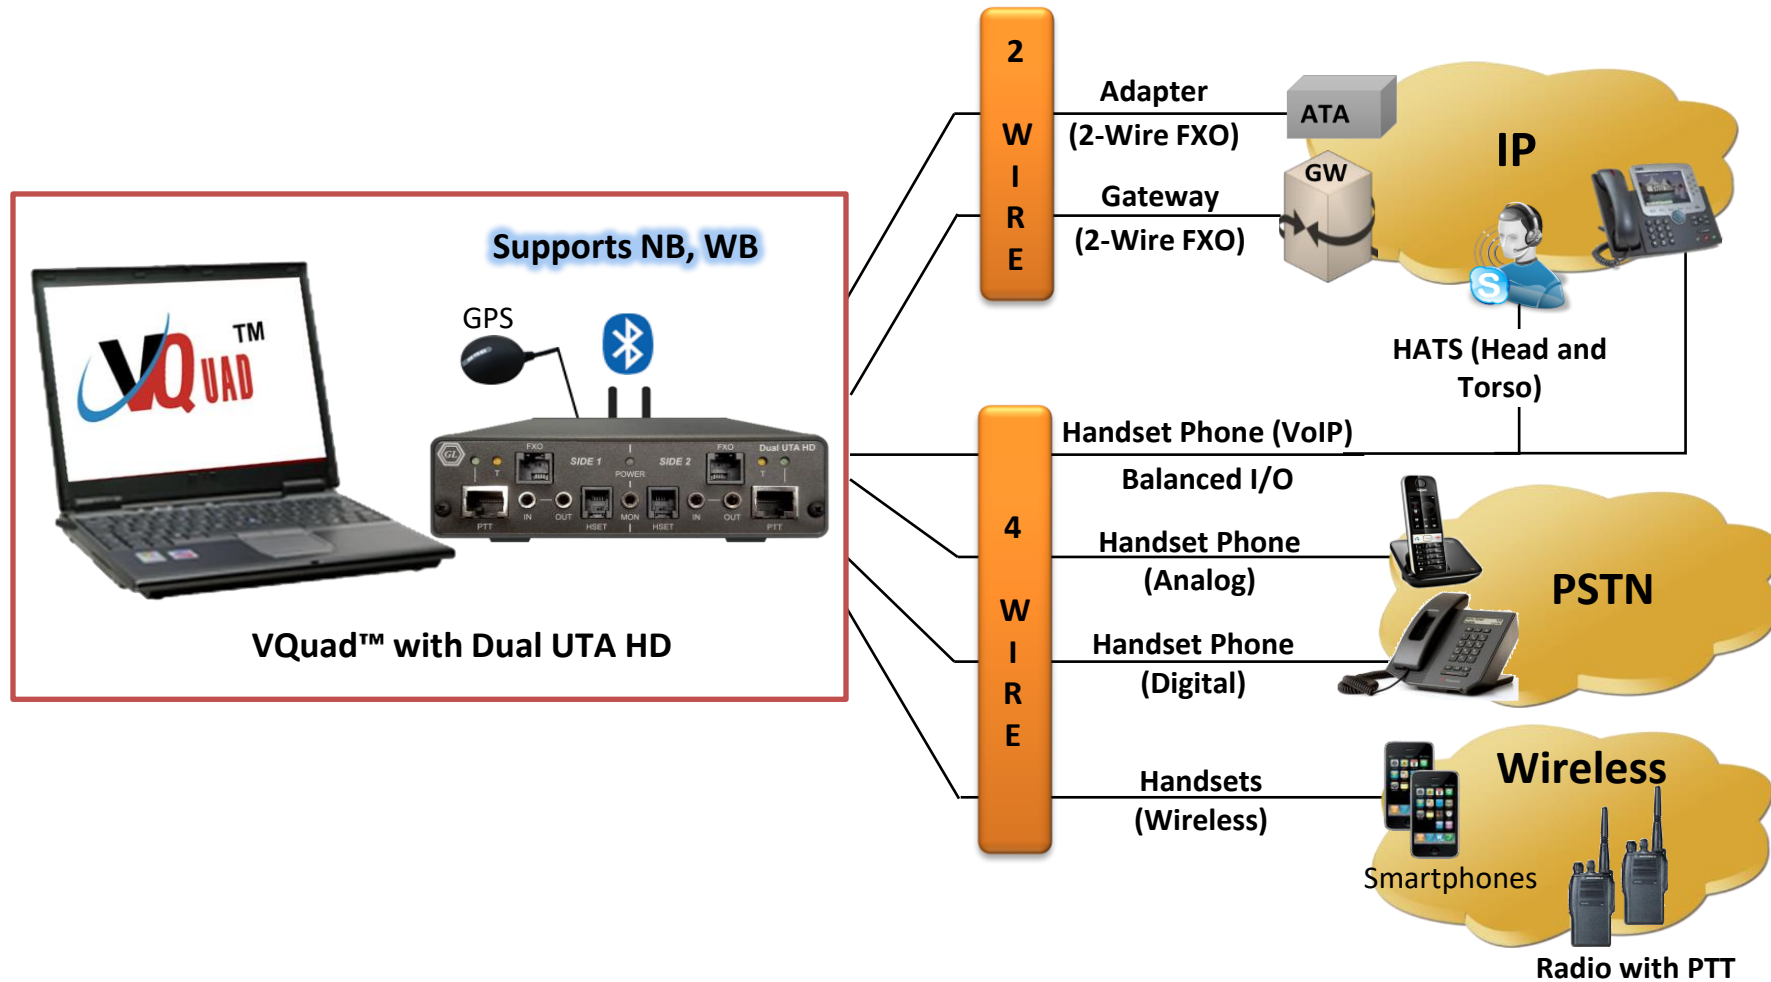 Supports NB, WB
GPS
VQUAD™
GL
FXO
SIDE 1
POWER
SIDE 2
FXO
Dual UTA HD
T
T
PTT
IN
OUT
HSET
MON
HSET
IN
OUT
PTT
VQuad™ with Dual UTA HD
2
W
I
R
E
Adapter
(2-Wire FXO)
Gateway
(2-Wire FXO)
ATA
GW
IP
S
HATS (Head and
Torso)
4
W
I
R
E
Handset Phone (VoIP)
Balanced I/O
Handset Phone
(Analog)
Handset Phone
(Digital)
Handsets
(Wireless)
PSTN
Wireless
Smartphones
Radio with PTT